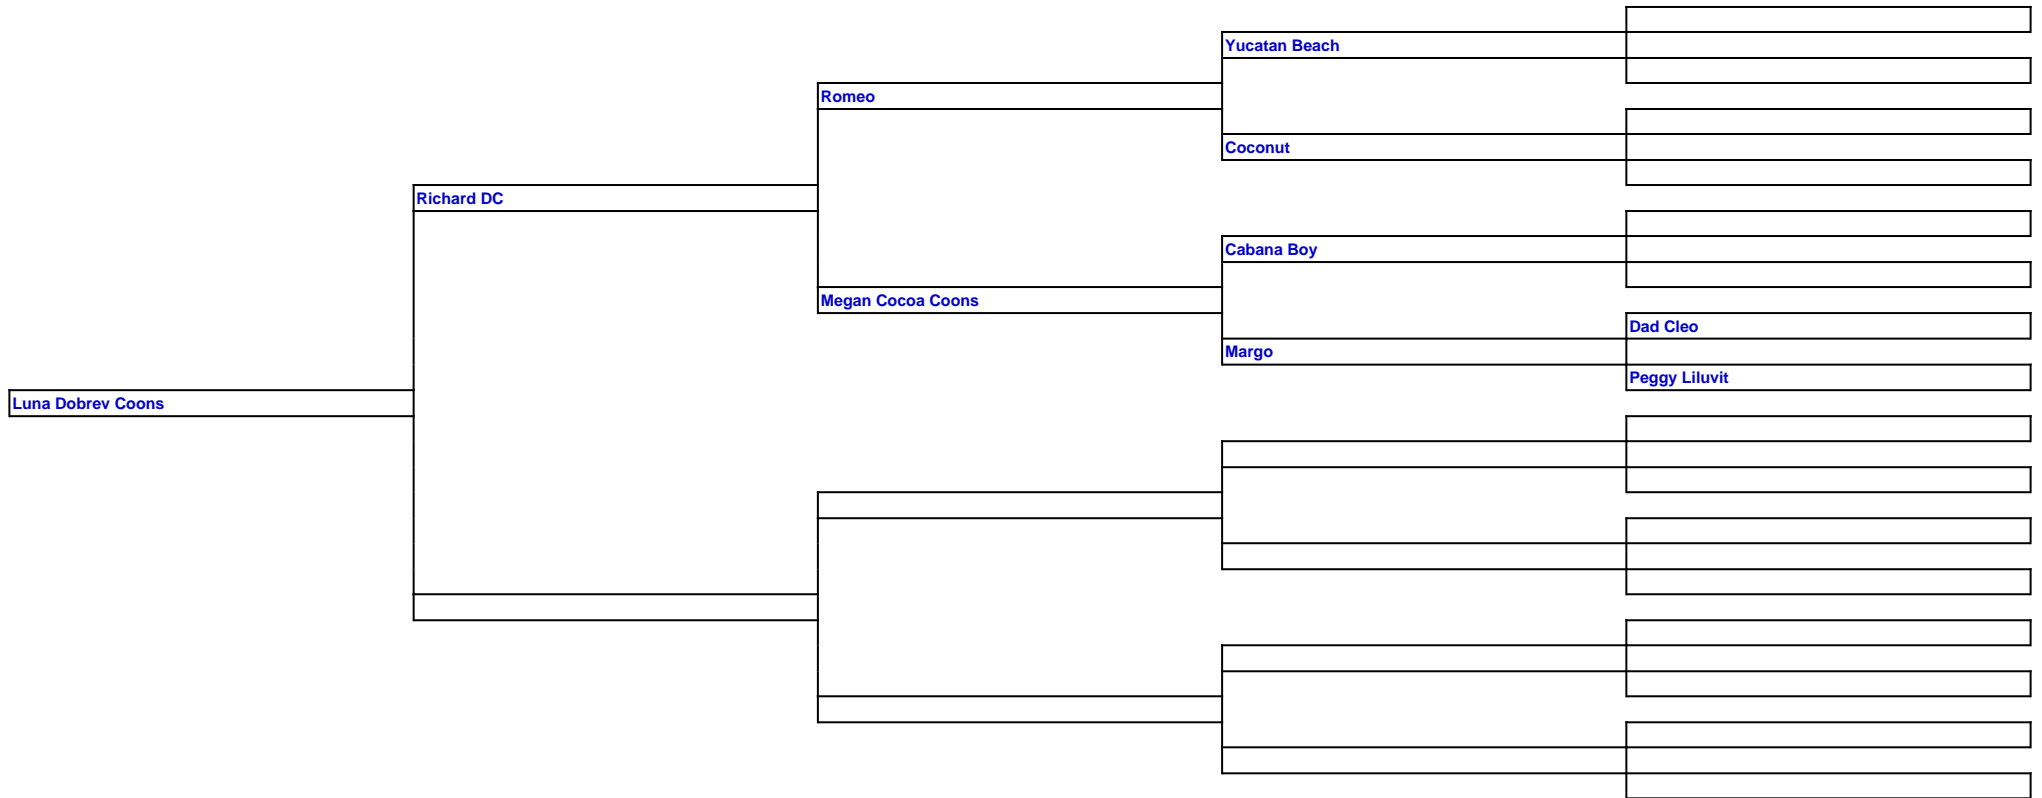 Yucatan Beach
Romeo
Coconut
Richard DC
Cabana Boy
Megan Cocoa Coons
Dad Cleo
Margo
Peggy Liluvit
Luna Dobrev Coons